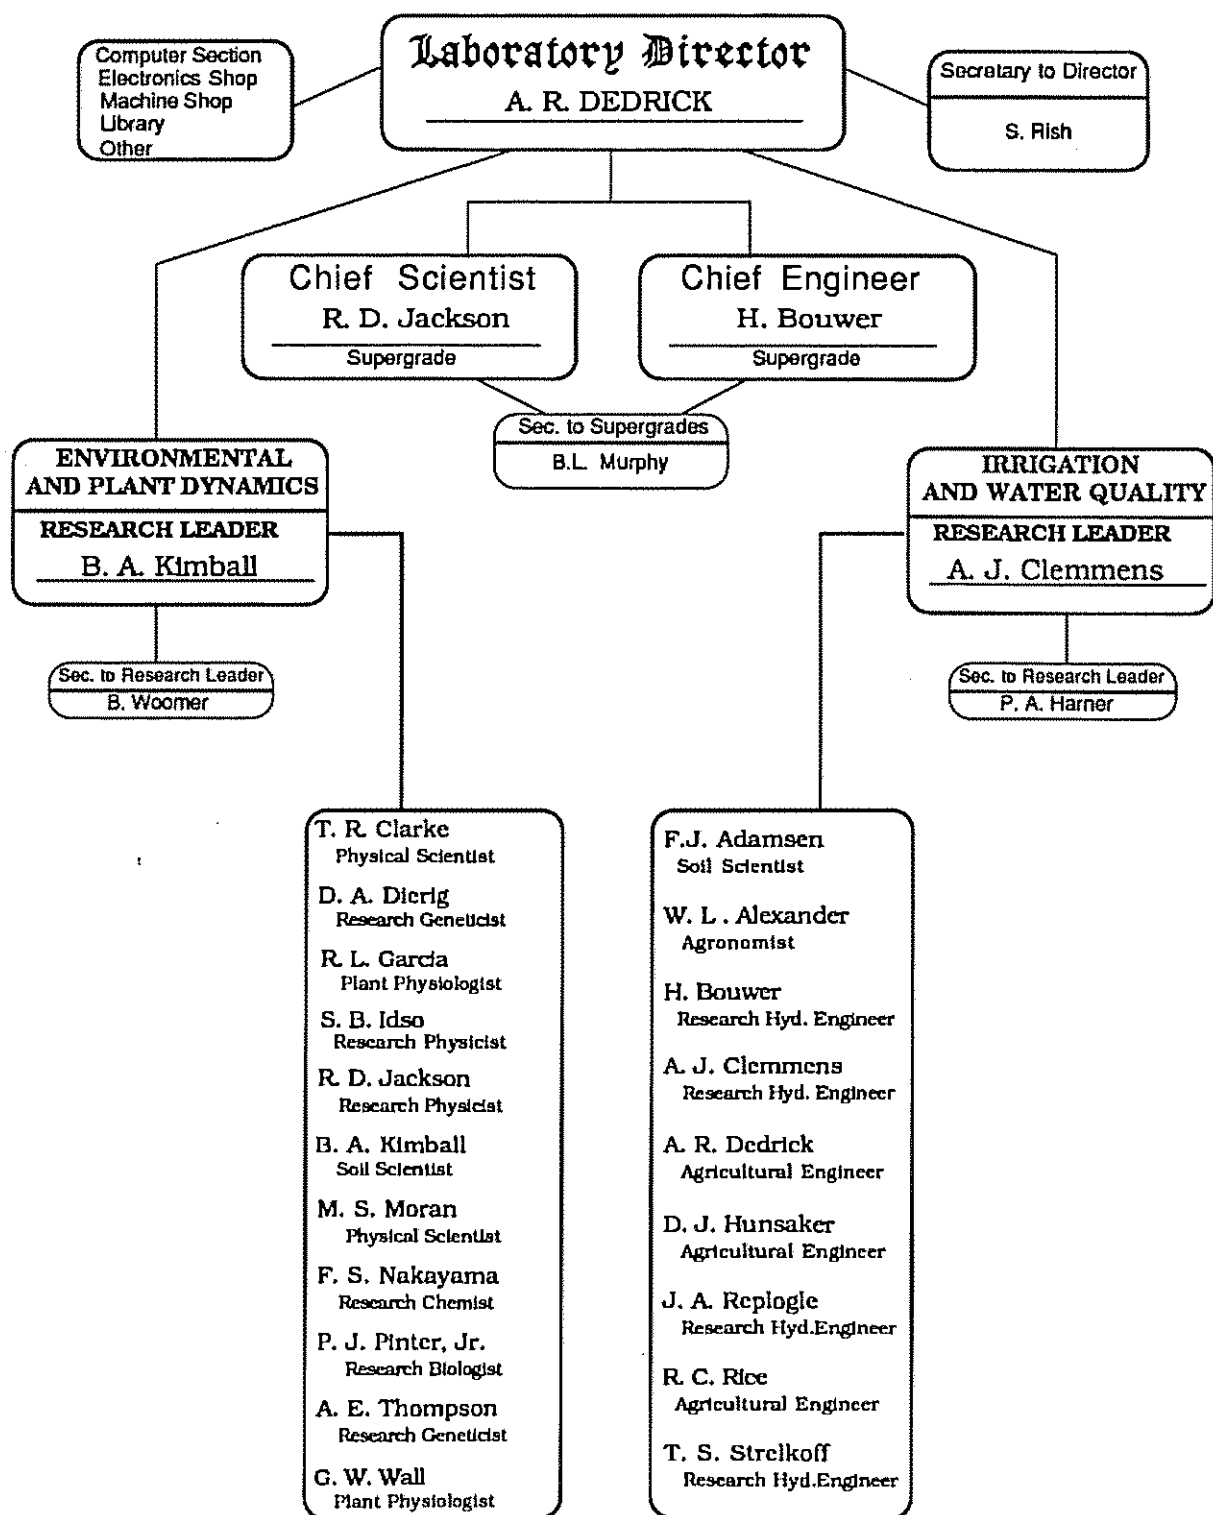 Laboratory Director
A. R. DEDRICK
Computer Section
Electronics Shop
Machine Shop
Library
Other
Secretary to Director
S. Rish
Chief Scientist
R. D. Jackson
Supergrade
Chief Engineer
H. Bouwer
Supergrade
Sec. to Supergrades
B.L. Murphy
ENVIRONMENTAL
AND PLANT DYNAMICS
RESEARCH LEADER
B. A. Kimball
IRRIGATION
AND WATER QUALITY
RESEARCH LEADER
A. J. Clemmens
Sec. to Research Leader
B. Woomer
Sec. to Research Leader
P. A. Harner
T. R. Clarke
Physical Scientist
D. A. Dierig
Research Geneticist
R. L. Garcia
Plant Physiologist
S. B. Idso
Research Physicist
R. D. Jackson
Research Physicist
B. A. Kimball
Soil Scientist
M. S. Moran
Physical Scientist
F. S. Nakayama
Research Chemist
P. J. Pinter, Jr.
Research Biologist
A. E. Thompson
Research Geneticist
G. W. Wall
Plant Physiologist
F.J. Adamsen
Soil Scientist
W. L . Alexander
Agronomist
H. Bouwer
Research Hyd. Engineer
A. J. Clemmens
Research Hyd. Engineer
A. R. Dedrick
Agricultural Engineer
D. J. Hunsaker
Agricultural Engineer
J. A. Replogle
Research Hyd.Engineer
R. C. Rice
Agricultural Engineer
T. S. Strelkoff
Research Hyd.Engineer